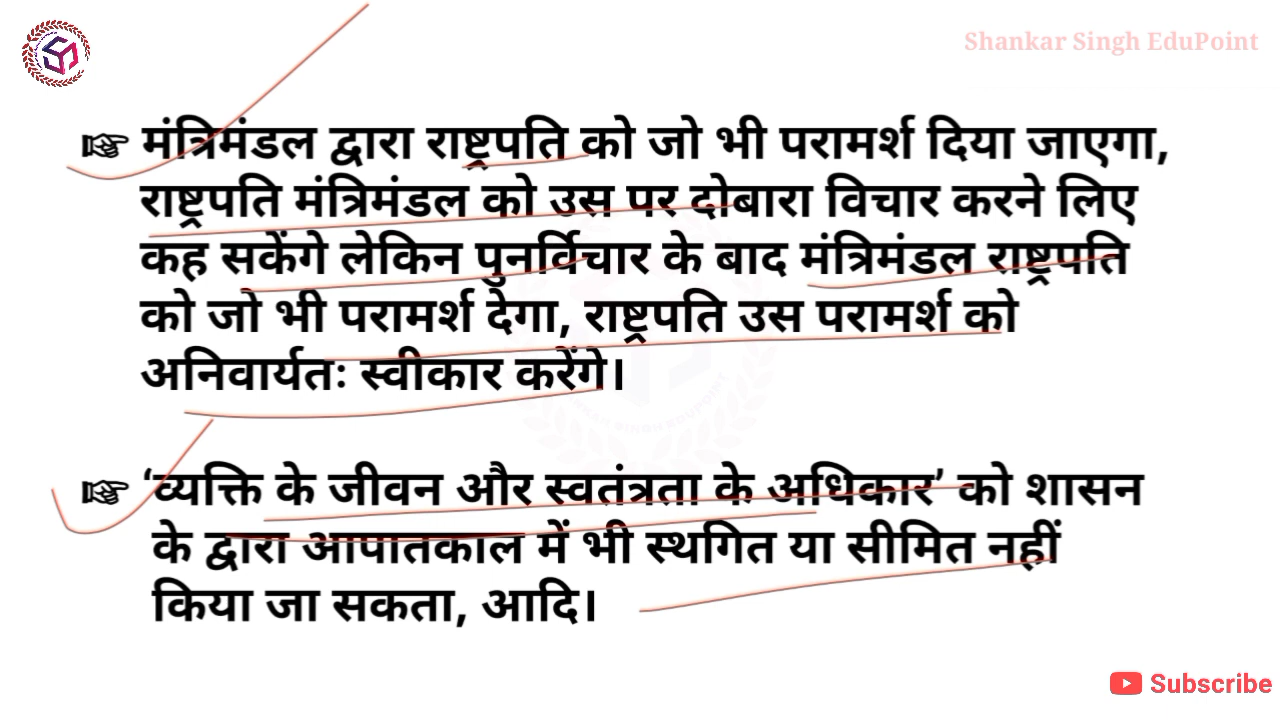 Shankar Singh EduPoint
☞ मंत्रिमंडल द्वारा राष्ट्रपति को जो भी परामर्श दिया जाएगा,
राष्ट्रपति मंत्रिमंडल को उस पर दोबारा विचार करने लिए
कह सकेंगे लेकिन पुनर्विचार के बाद मंत्रिमंडल राष्ट्रपति
को जो भी परामर्श देगा, राष्ट्रपति उस परामर्श को
अनिवार्यतः स्वीकार करेंगे।
☞ ‘व्यक्ति के जीवन और स्वतंत्रता के अधिकार’ को शासन
के द्वारा आपातकाल में भी स्थगित या सीमित नहीं
किया जा सकता, आदि।
Subscribe